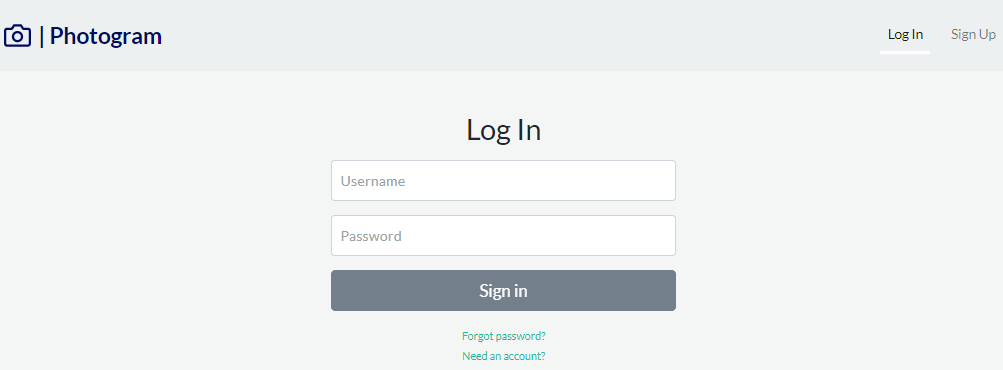 | Photogram
Log In
Sign Up
Log In
Username
Password
Sign in
Forgot password?
Need an account?